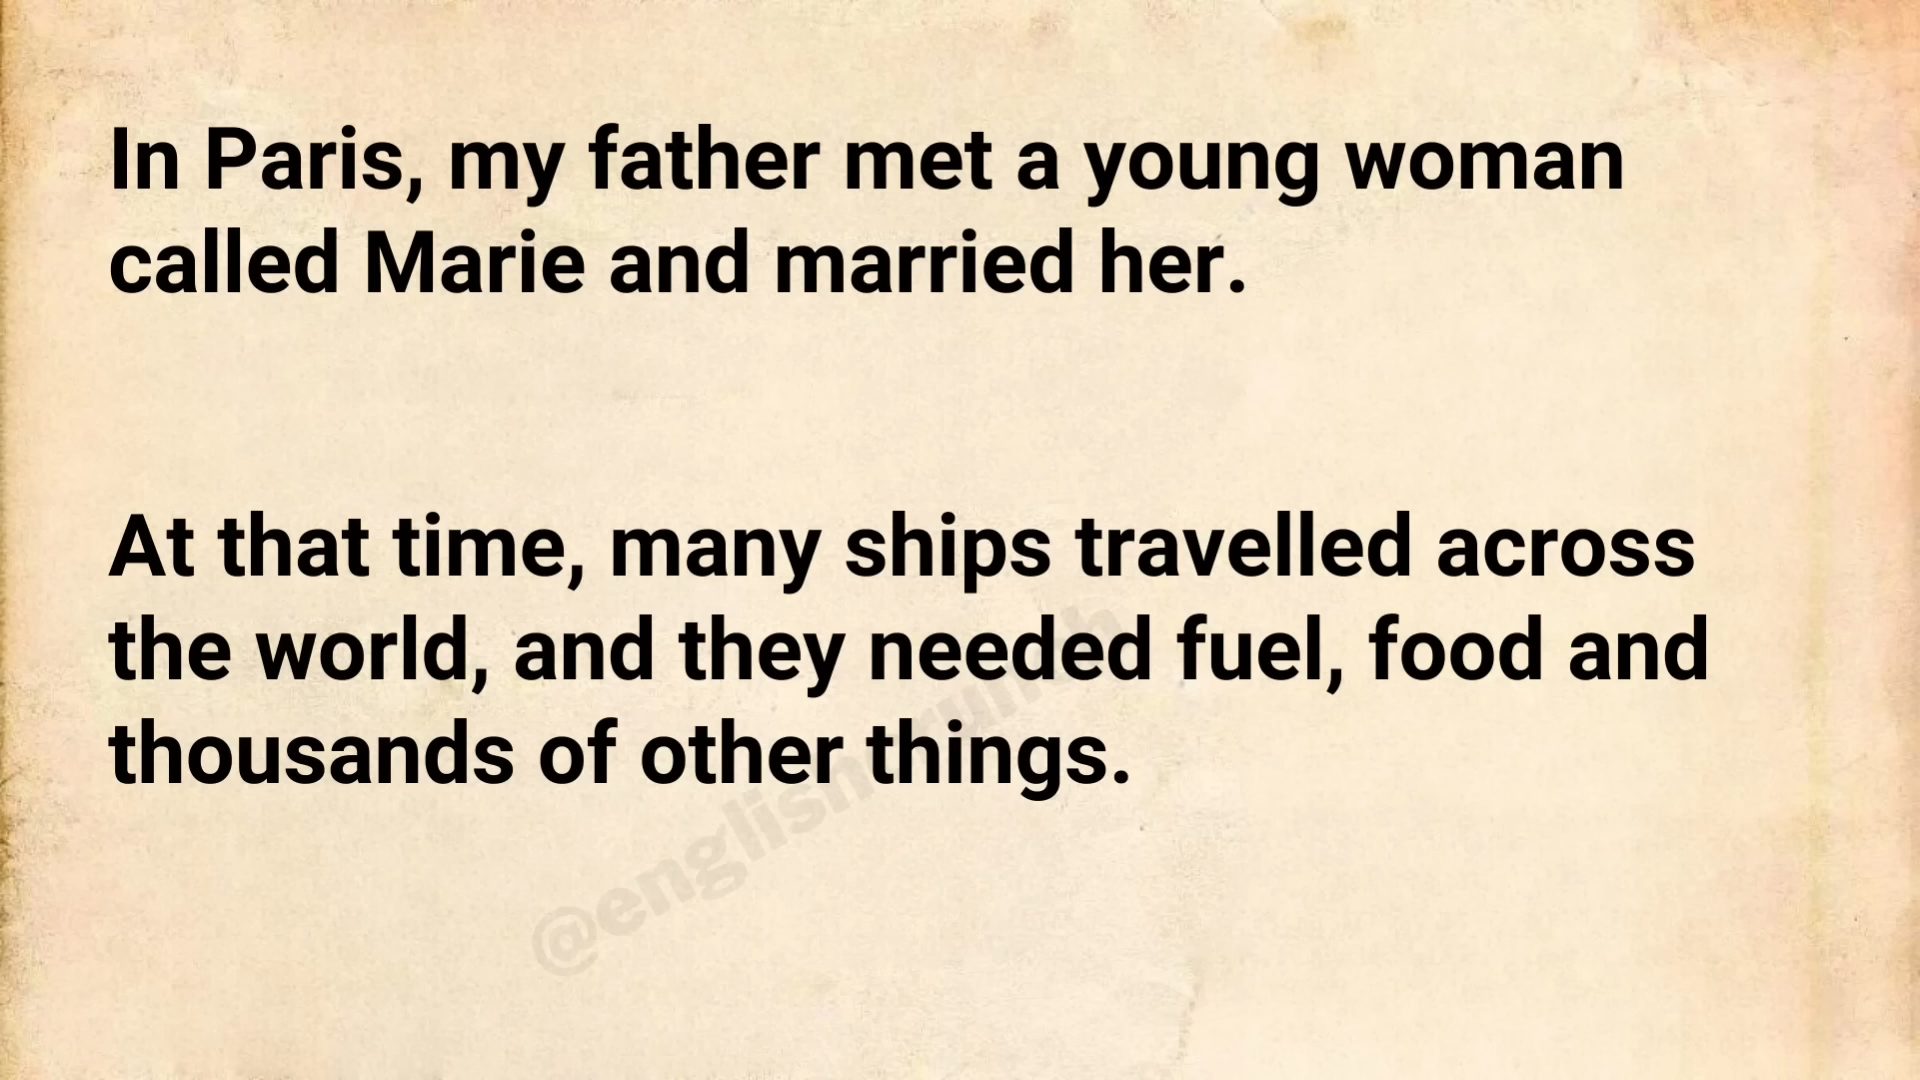 In Paris, my father met a young woman
called Marie and married her.
At that time, many ships travelled across
the world, and they needed fuel, food and
thousands of other things.